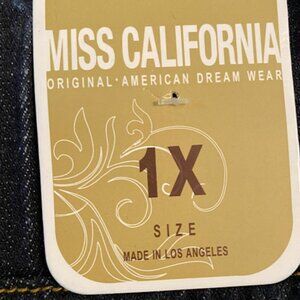 MISS CALIFORNIA
ORIGINAL·AMERICAN DREAM WEAR
1X
SIZE
MADE IN LOS ANGELES